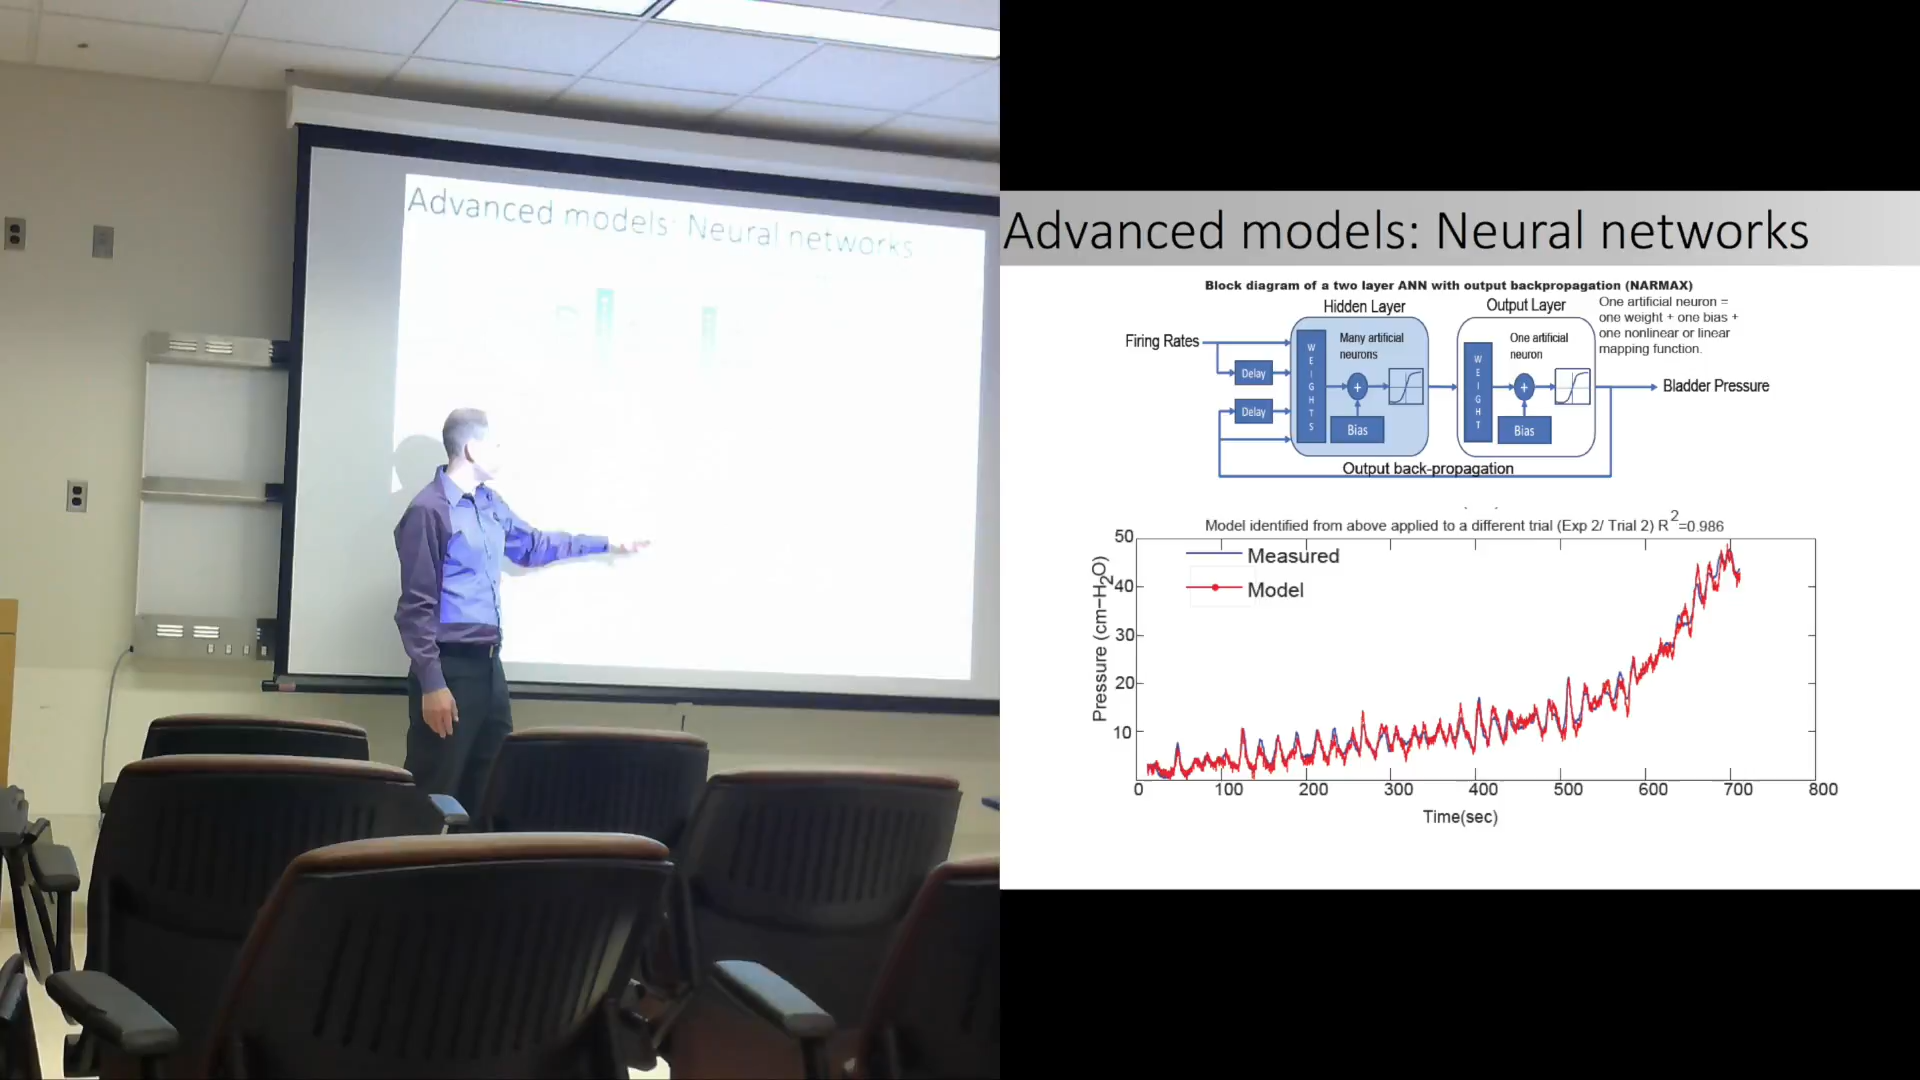 Advanced models: Neural networks
Advanced models: Neural networks
Block diagram of a two layer ANN with output backpropagation (NARMAX)
Hidden Layer
Output Layer
One artificial neuron =
one weight + one bias +
one nonlinear or linear
mapping function.
Firing Rates
Delay
Delay
WEIGHTS
Many artificial
neurons
+
Bias
WEIGHT
One artificial
neuron
+
Bias
Bladder Pressure
Output back-propagation
Model identified from above applied to a different trial (Exp 2/ Trial 2) R2=0.986
Measured
Model
Pressure (cm-H2O)
50
40
30
20
10
0 100 200 300 400 500 600 700 800
Time(sec)